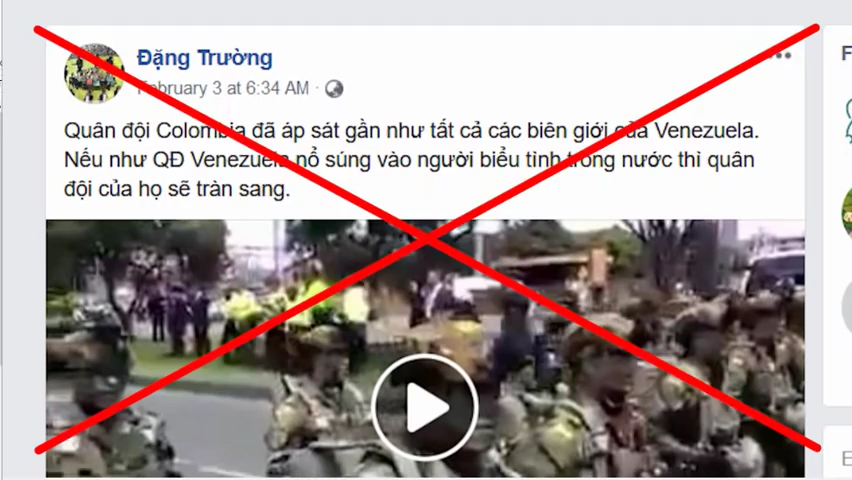 Đặng Trường
February 3 at 6:34 AM ·
Quân đội Colombia đã áp sát gần như tất cả các biên giới của Venezuela.
Nếu như QĐ Venezuela nổ súng vào người biểu tình trong nước thì quân
đội của họ sẽ tràn sang.
F
E